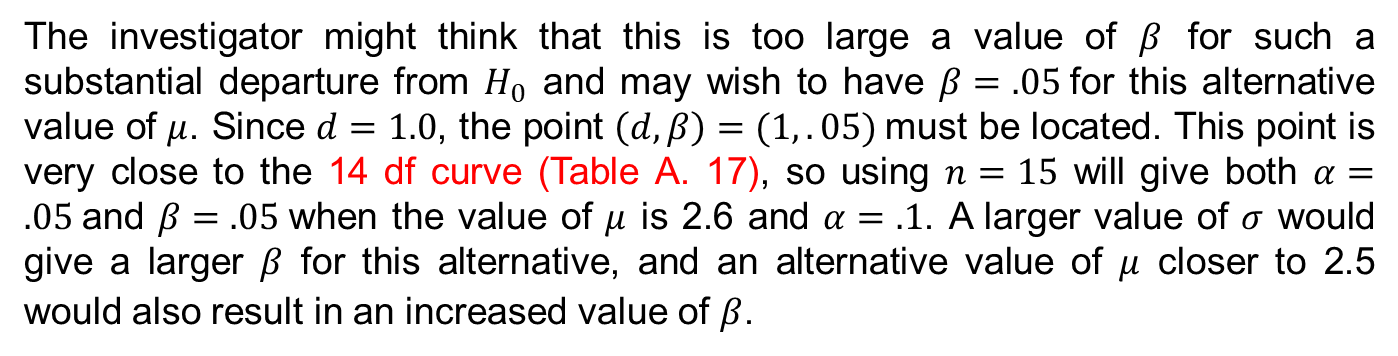 The investigator might think that this is too large a value of β for such a
substantial departure from H₀ and may wish to have β = .05 for this alternative
value of μ. Since d = 1.0, the point (d, β) = (1, .05) must be located. This point is
very close to the 14 df curve (Table A. 17), so using n = 15 will give both α =
.05 and β = .05 when the value of μ is 2.6 and α = .1. A larger value of σ would
give a larger β for this alternative, and an alternative value of μ closer to 2.5
would also result in an increased value of β.